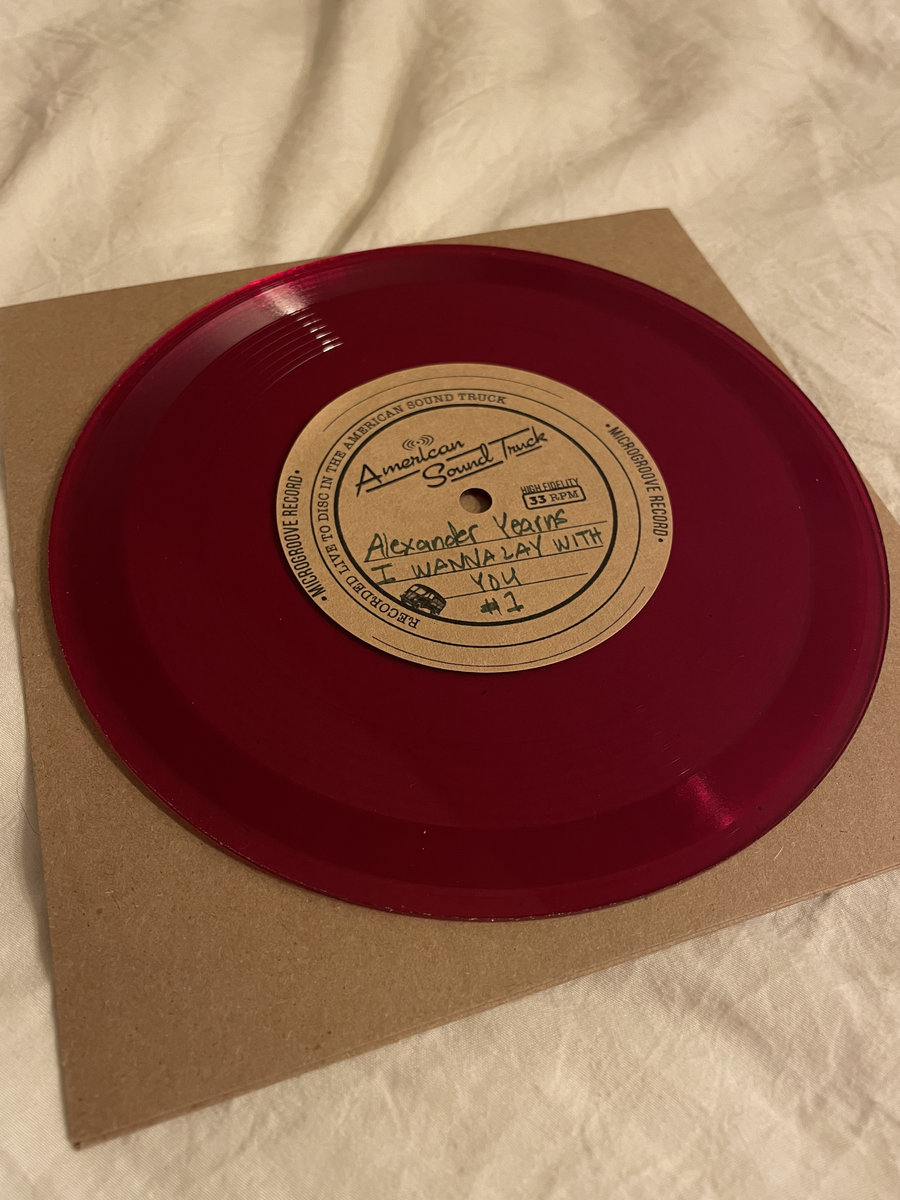 RECORDED LIVE TO DISC IN THE AMERICAN SOUND TRUCK
•MICROGROOVE RECORD•
•MICROGROOVE RECORD•
American
Sound Truck
HIGH FIDELITY
33 RPM
Alexander Yearns
I WANNA LAY WITH
YOU
#1